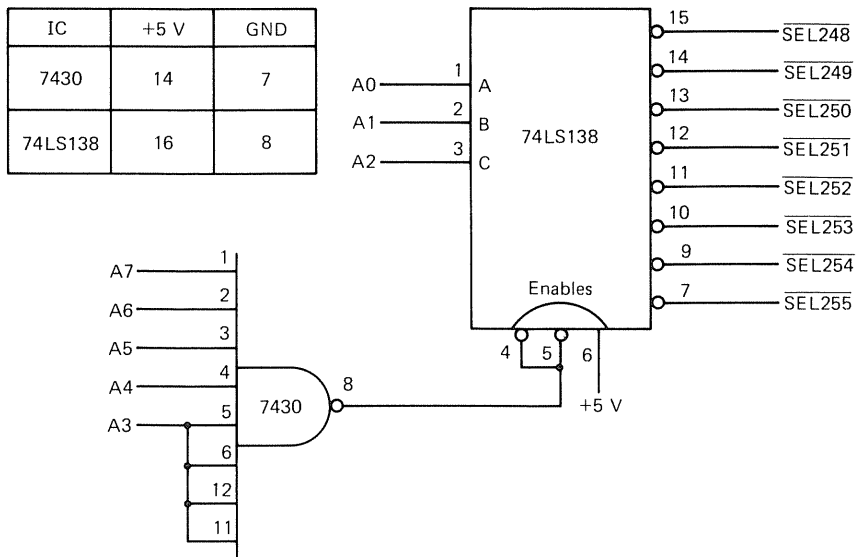 IC +5 V GND
7430 14 7
74LS138 16 8
A0 1 A
A1 2 B
A2 3 C
74LS138
15 SEL248
14 SEL249
13 SEL250
12 SEL251
11 SEL252
10 SEL253
9 SEL254
7 SEL255
Enables
4 5 6
+5 V
A7 1
A6 2
A5 3
A4 4
A3 5
6
12
11
7430 8